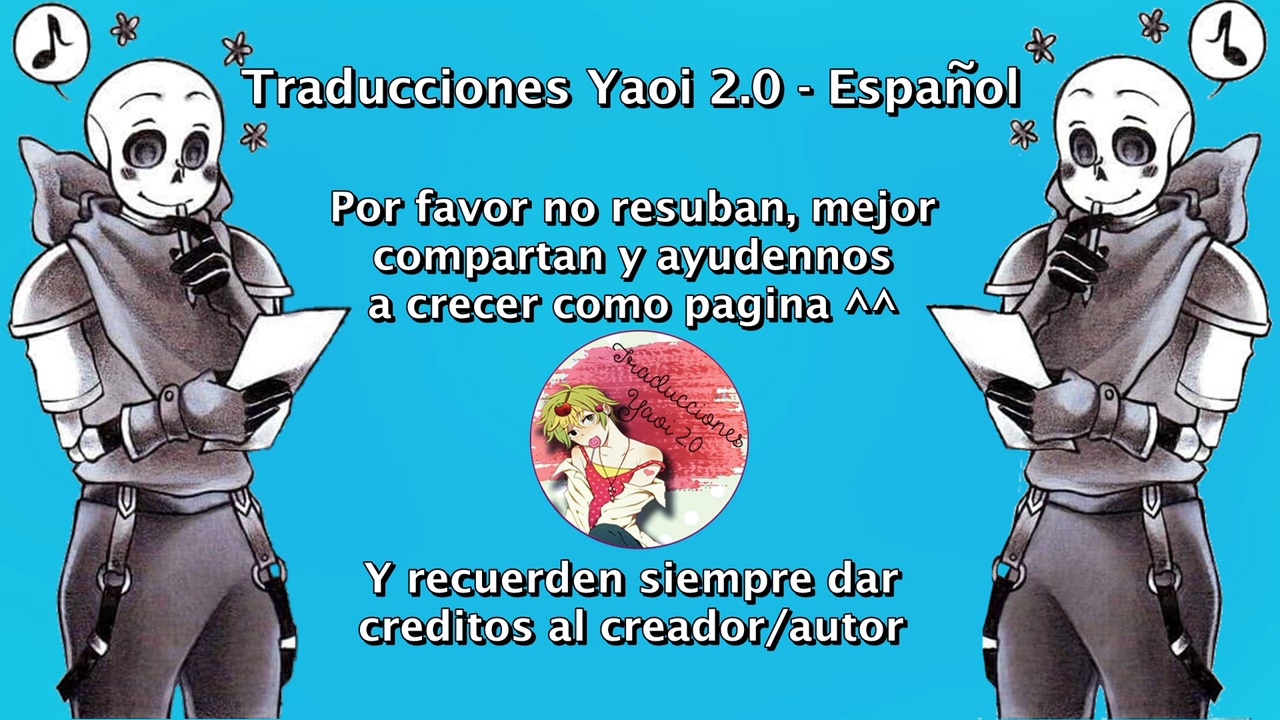 Traducciones Yaoi 2.0 - Español
Por favor no resuban, mejor
compartan y ayudennos
a crecer como pagina ^^
Traducciones
Yaoi 2.0
Y recuerden siempre dar
creditos al creador/autor